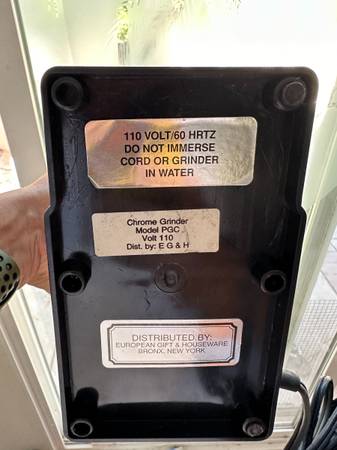 110 VOLT/60 HRTZ
DO NOT IMMERSE
CORD OR GRINDER
IN WATER
Chrome Grinder
Model PGC
Volt 110
Dist. by: E G & H
DISTRIBUTED BY:
EUROPEAN GIFT & HOUSEWARE
BRONX, NEW YORK